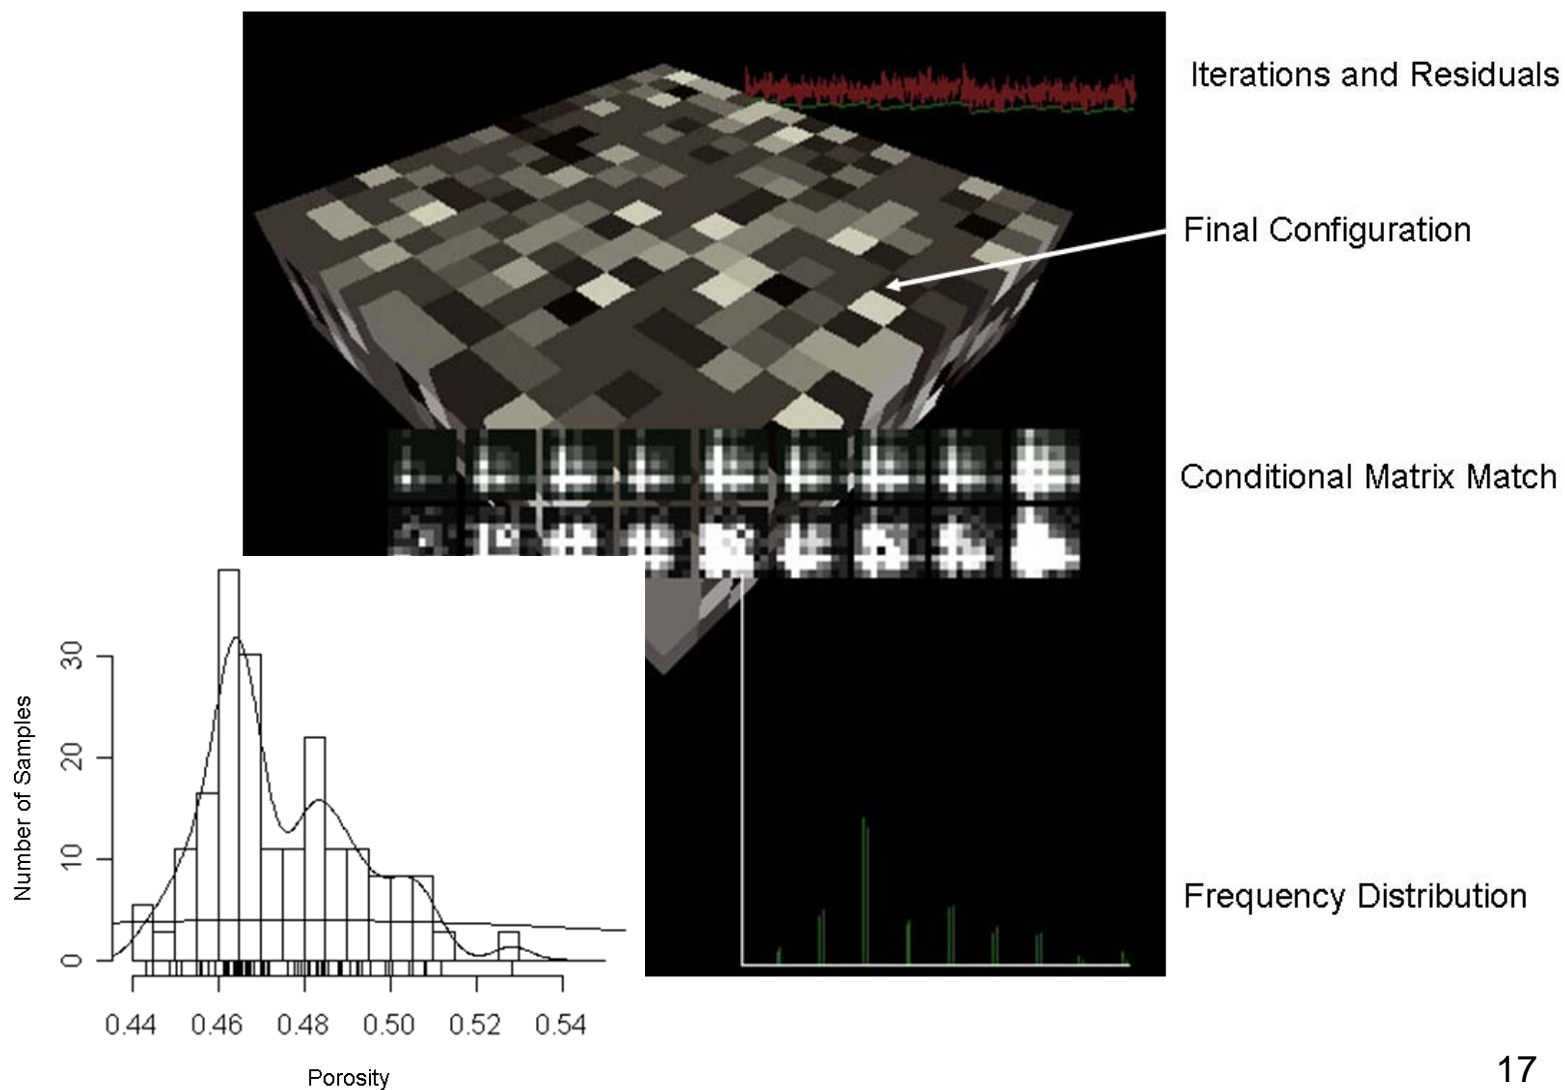 Iterations and Residuals
Final Configuration
Conditional Matrix Match
Frequency Distribution
Number of Samples
30
20
10
0
0.44 0.46 0.48 0.50 0.52 0.54
Porosity
17